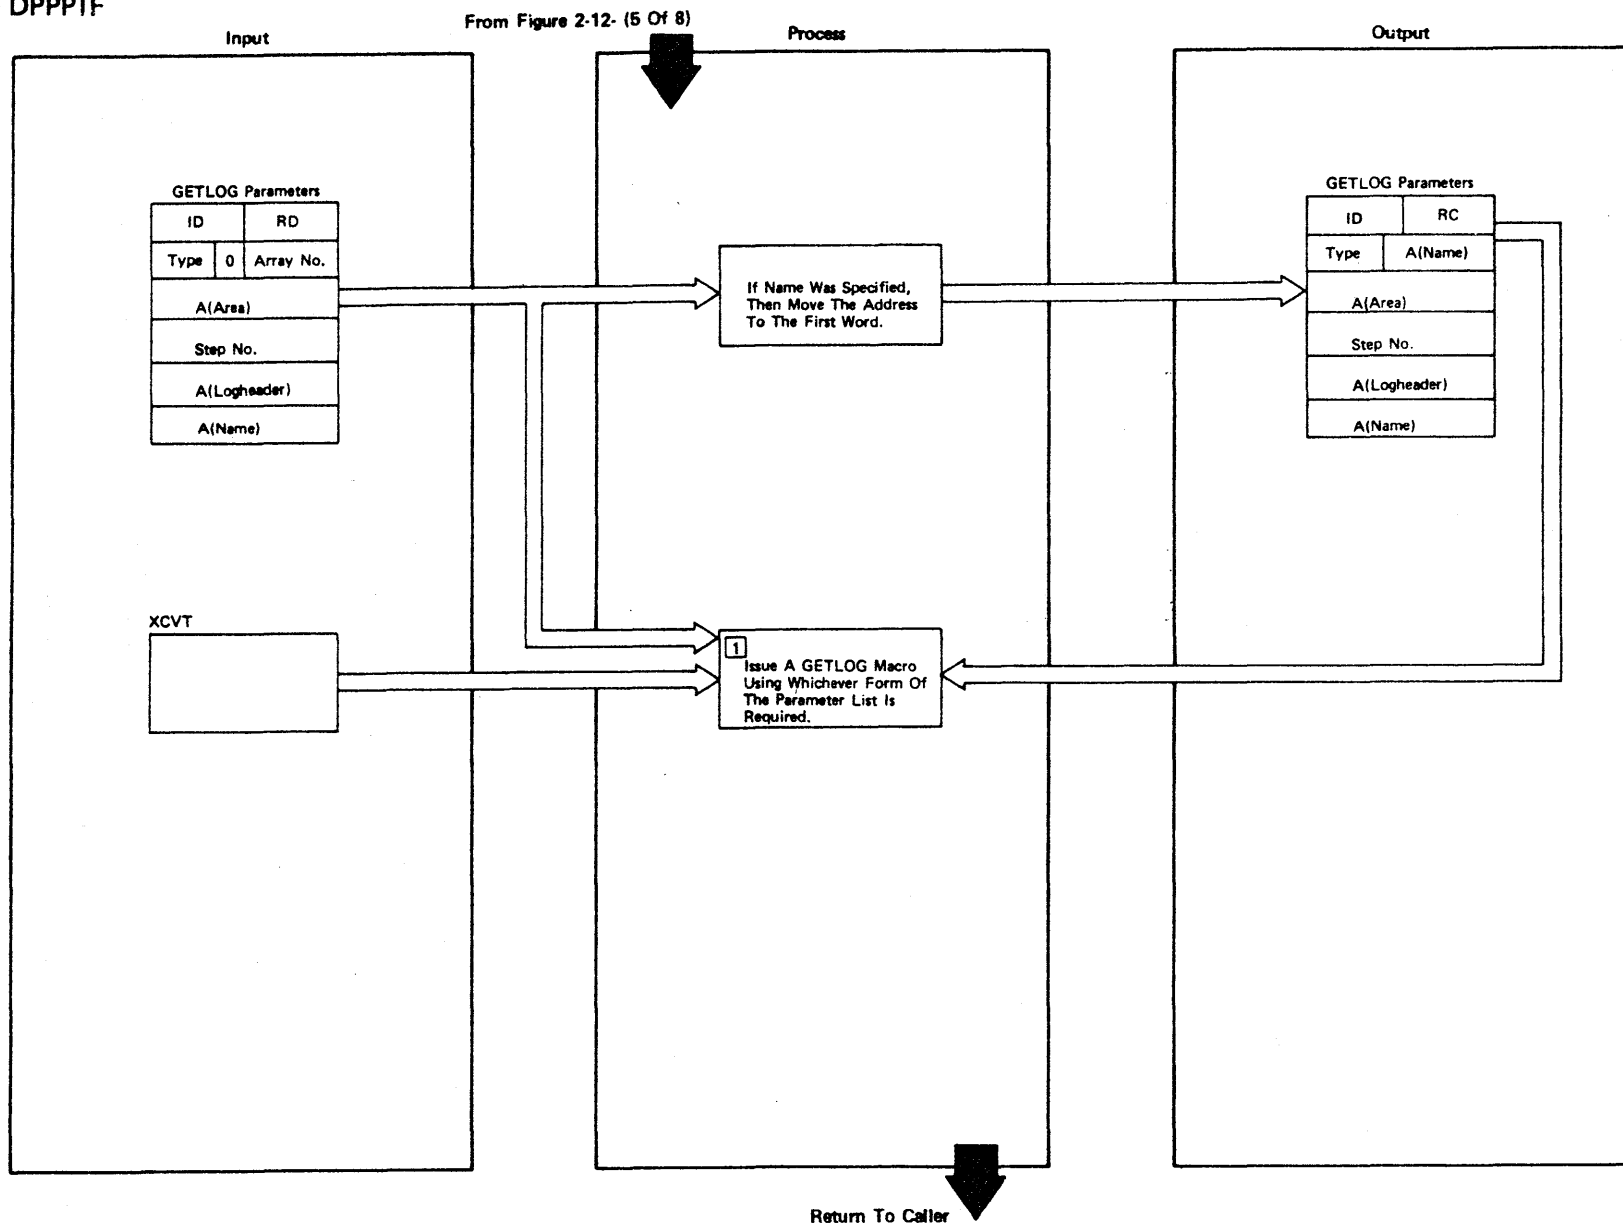 DPPPTF
From Figure 2-12- (5 Of 8)
Input
Process
Output
GETLOG Parameters
ID
RD
Type
0
Array No.
A(Area)
Step No.
A(Logheader)
A(Name)
If Name Was Specified,
Then Move The Address
To The First Word.
GETLOG Parameters
ID
RC
Type
A(Name)
A(Area)
Step No.
A(Logheader)
A(Name)
XCVT
1
Issue A GETLOG Macro
Using Whichever Form Of
The Parameter List Is
Required.
Return To Caller